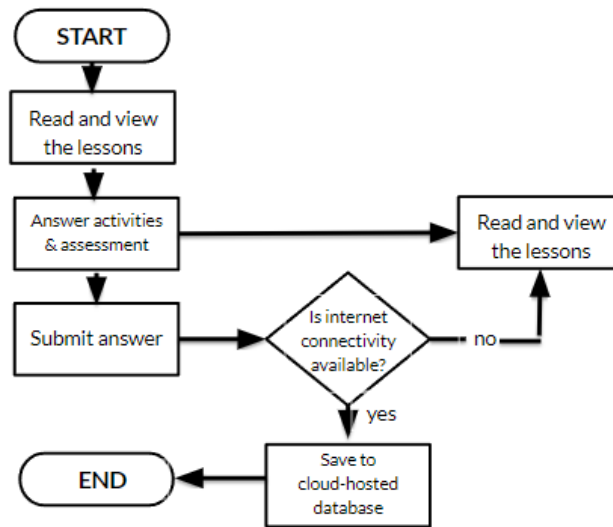 START
Read and view
the lessons
Answer activities
& assessment
Read and view
the lessons
Submit answer
Is internet
connectivity
available?
no
yes
Save to
cloud-hosted
database
END